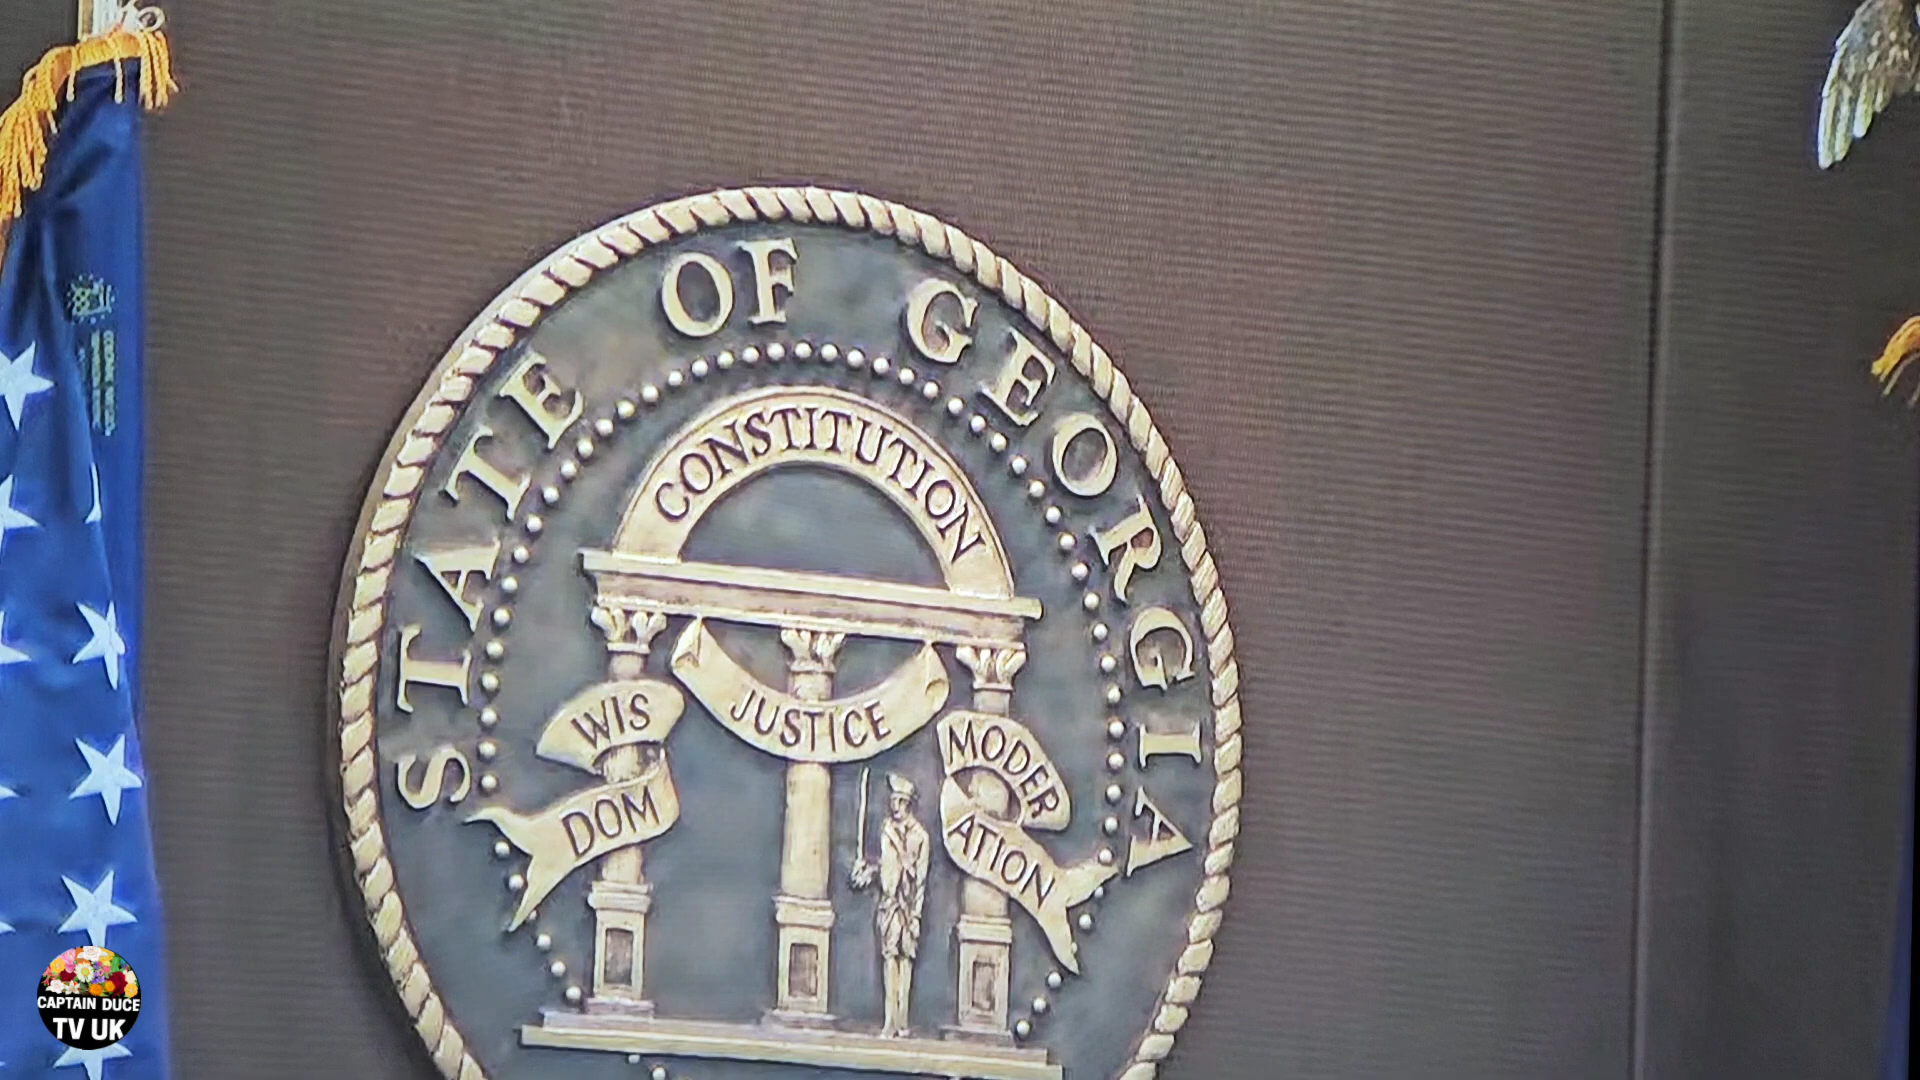 STATE OF GEORGIA
CONSTITUTION
WIS
DOM
JUSTICE
MODER
ATION
CAPTAIN DUCE
TV UK